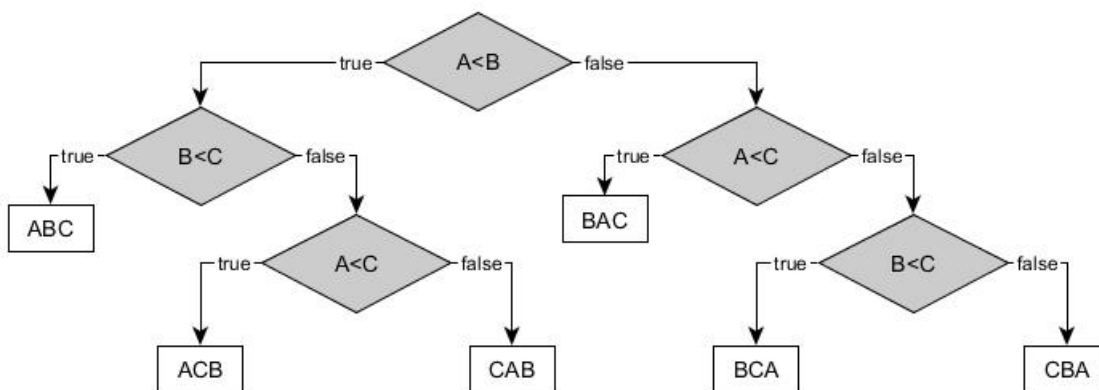 A<B
true
false
B<C
A<C
true
false
true
false
ABC
BAC
A<C
B<C
true
false
true
false
ACB
CAB
BCA
CBA